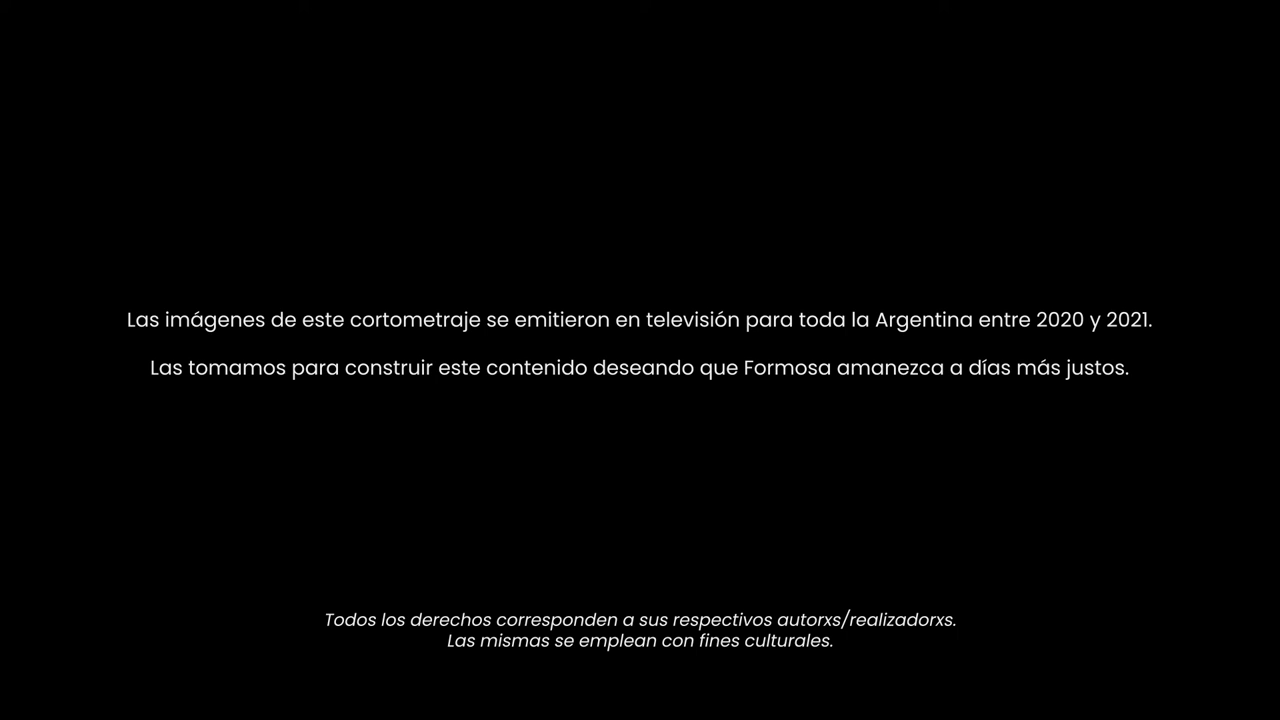 Las imágenes de este cortometraje se emitieron en televisión para toda la Argentina entre 2020 y 2021.
Las tomamos para construir este contenido deseando que Formosa amanezca a días más justos.
Todos los derechos corresponden a sus respectivos autorxs/realizadorxs.
Las mismas se emplean con fines culturales.